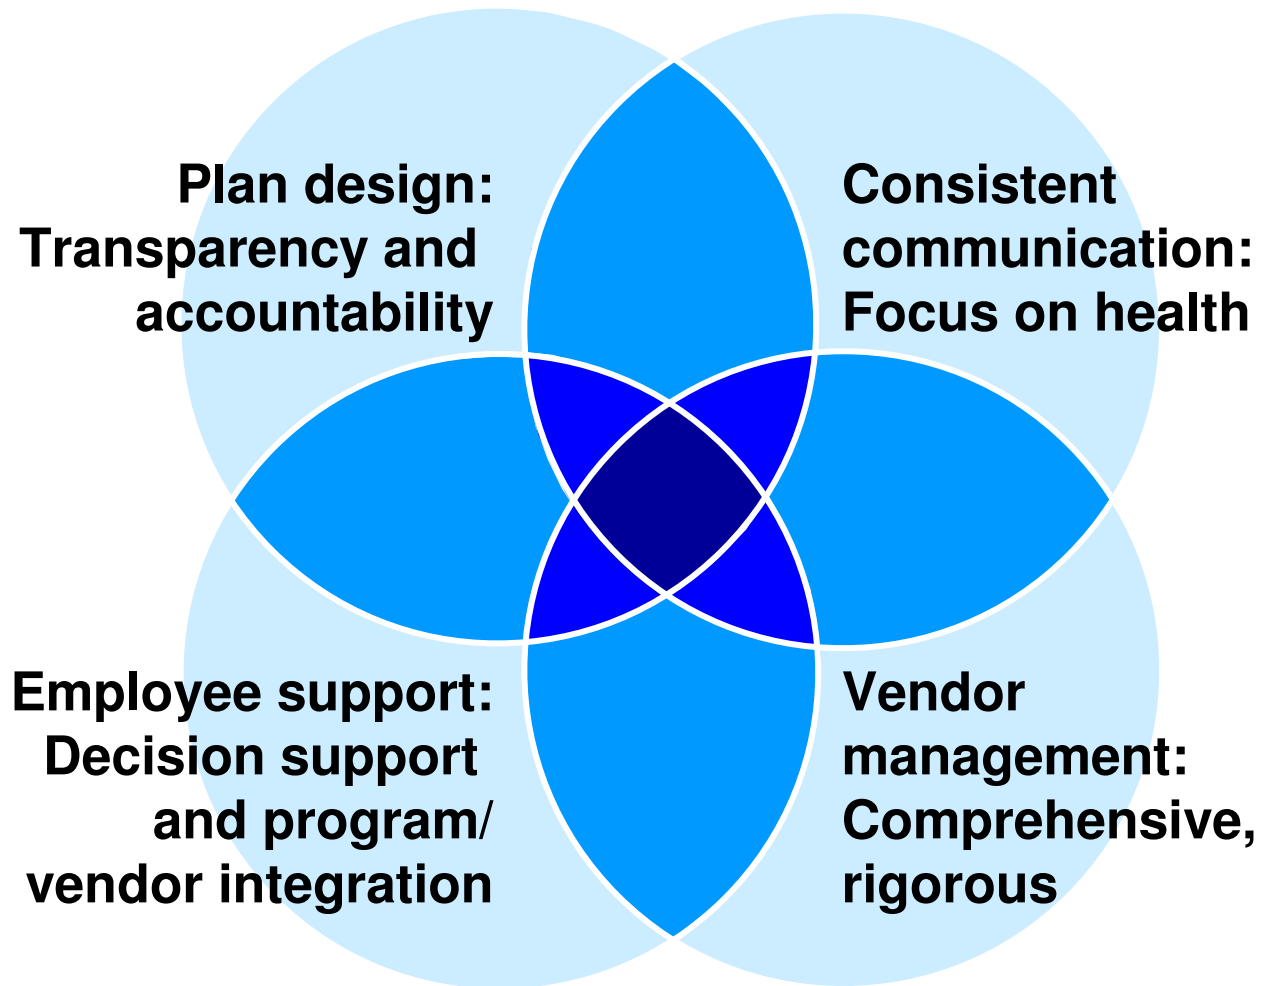 Plan design:
Transparency and
accountability
Consistent
communication:
Focus on health
Employee support:
Decision support
and program/
vendor integration
Vendor
management:
Comprehensive,
rigorous